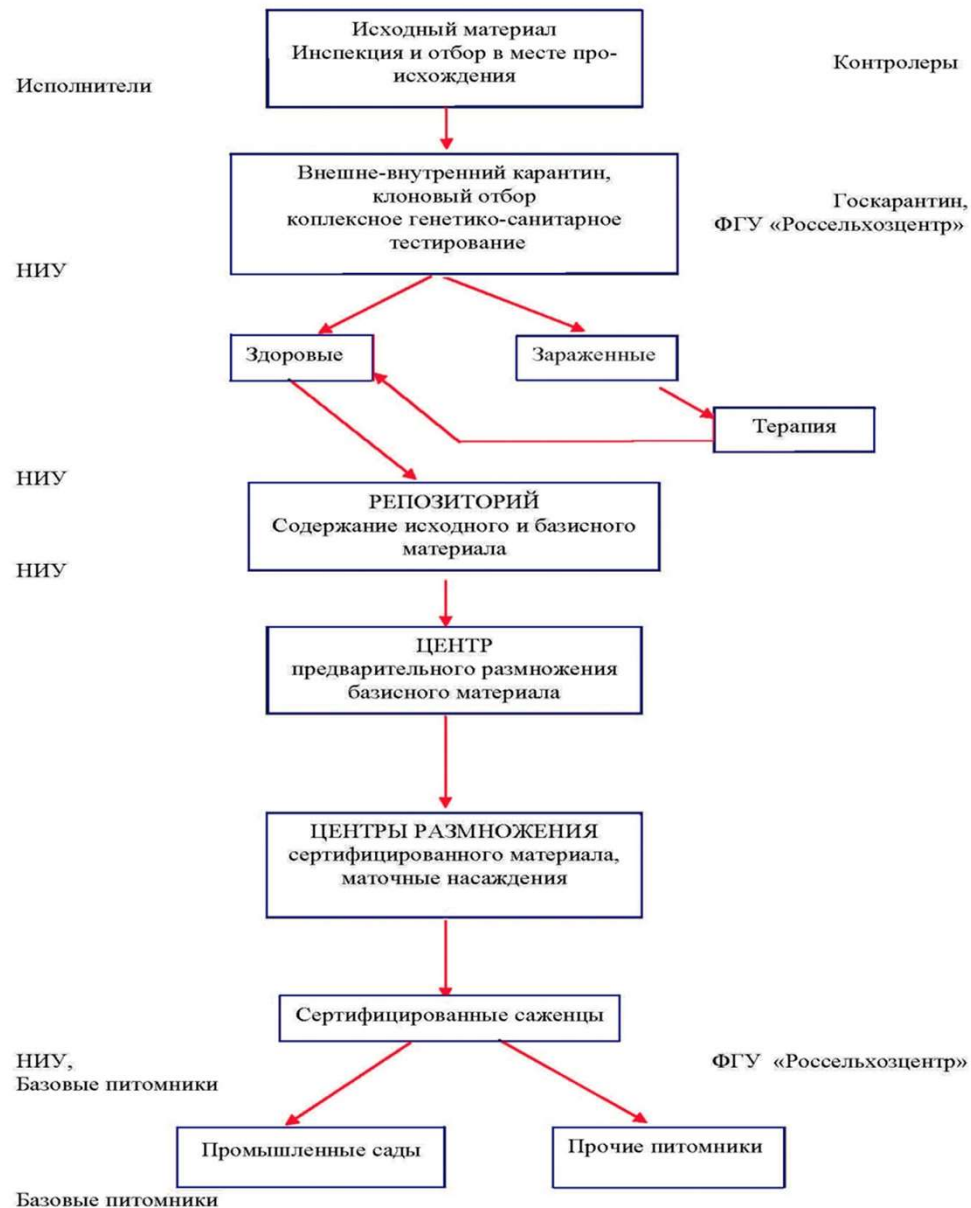 Исходный материал
Инспекция и отбор в месте про-
исхождения
Исполнители
Контролеры
Внешне-внутренний карантин,
клоновый отбор
коплексное генетико-санитарное
тестирование
Госкарантин,
ФГУ «Россельхозцентр»
НИУ
Здоровые
Зараженные
Терапия
НИУ
РЕПОЗИТОРИЙ
Содержание исходного и базисного
материала
НИУ
ЦЕНТР
предварительного размножения
базисного материала
ЦЕНТРЫ РАЗМНОЖЕНИЯ
сертифицированного материала,
маточные насаждения
Сертифицированные саженцы
НИУ,
Базовые питомники
ФГУ «Россельхозцентр»
Промышленные сады
Прочие питомники
Базовые питомники